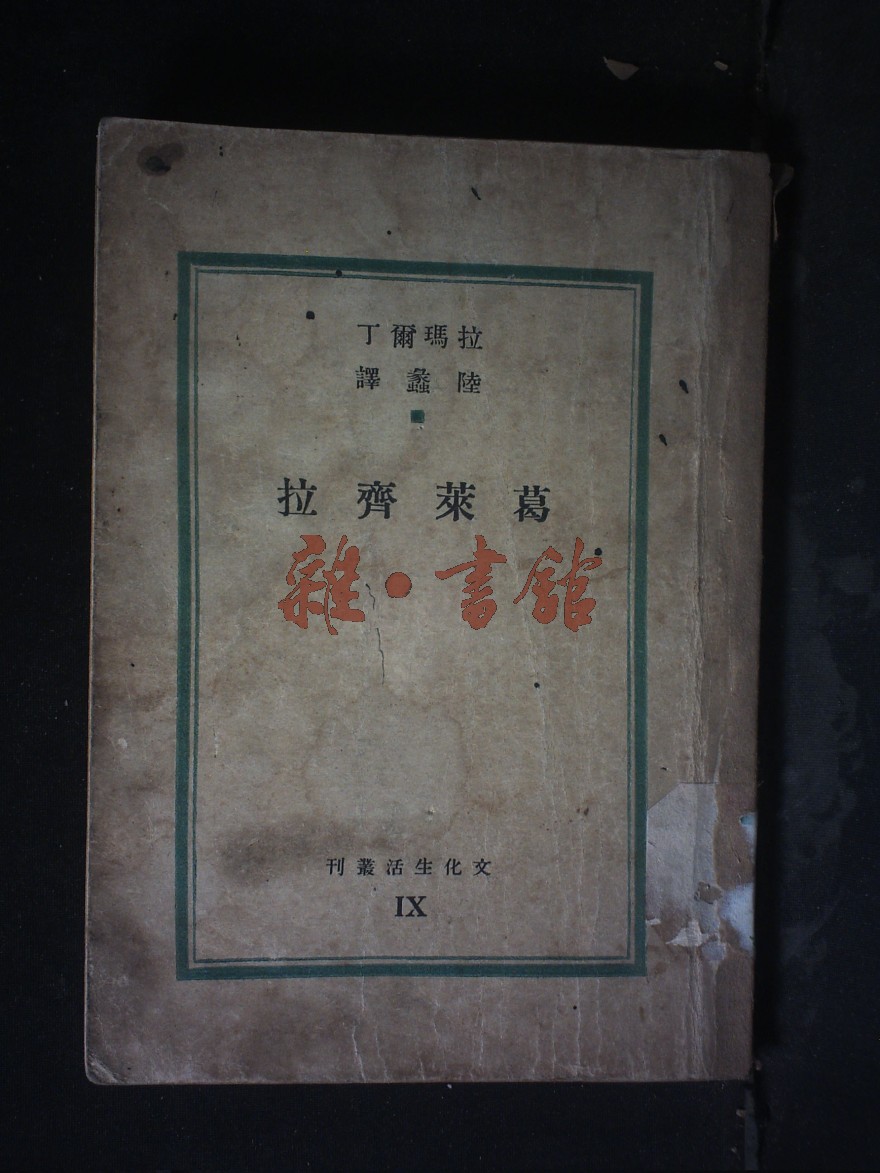 拉瑪爾丁
陸蠡譯
葛萊齊拉
雜·書館
文化生活叢刊
IX